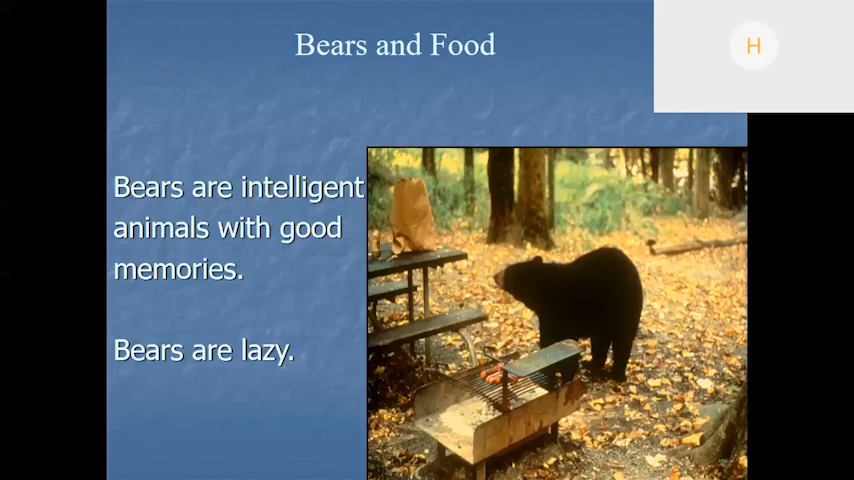 Bears and Food
H
Bears are intelligent
animals with good
memories.
Bears are lazy.